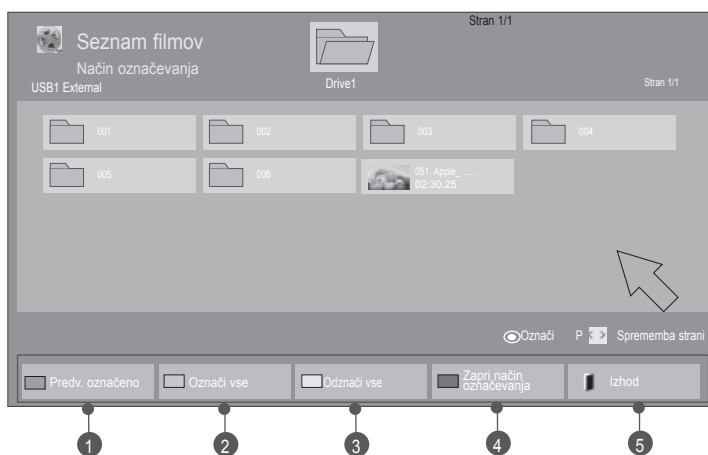 Stran 1/1
Seznam filmov
Način označevanja
USB1 External
Drive1
Stran 1/1
001
002
003
004
005
006
051. Apple_ ......
02:30:25
Označi
P
Sprememba strani
Predv. označeno
Označi vse
Odznači vse
Zapri način
označevanja
Izhod
1
2
3
4
5